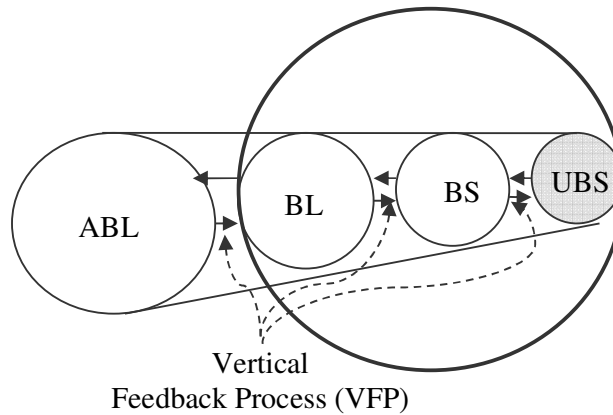 ABL
BL
BS
UBS
Vertical
Feedback Process (VFP)